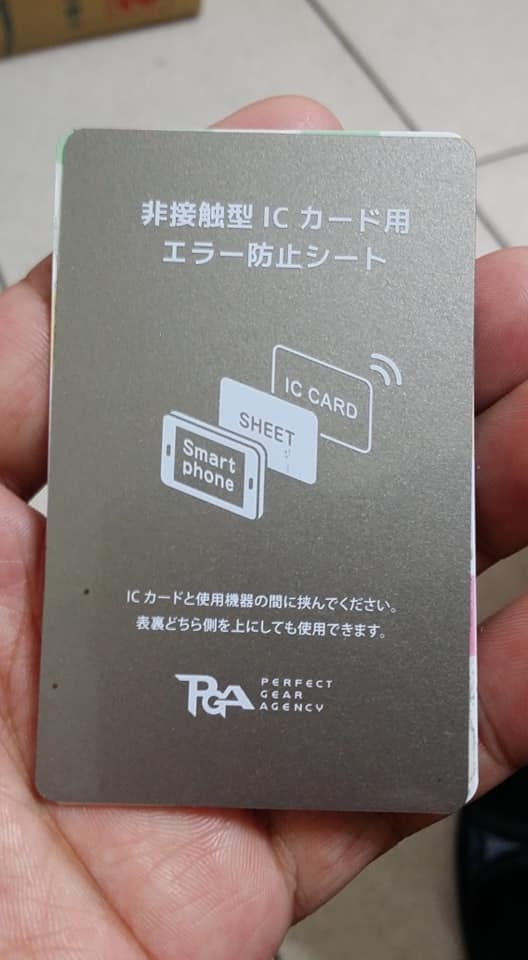 非接触型 IC カード用
エラー防止シート
IC CARD
SHEET
Smart
phone
IC カードと使用機器の間に挟んでください。
表裏どちら側を上にしても使用できます。
PGA PERFECT
GEAR
AGENCY